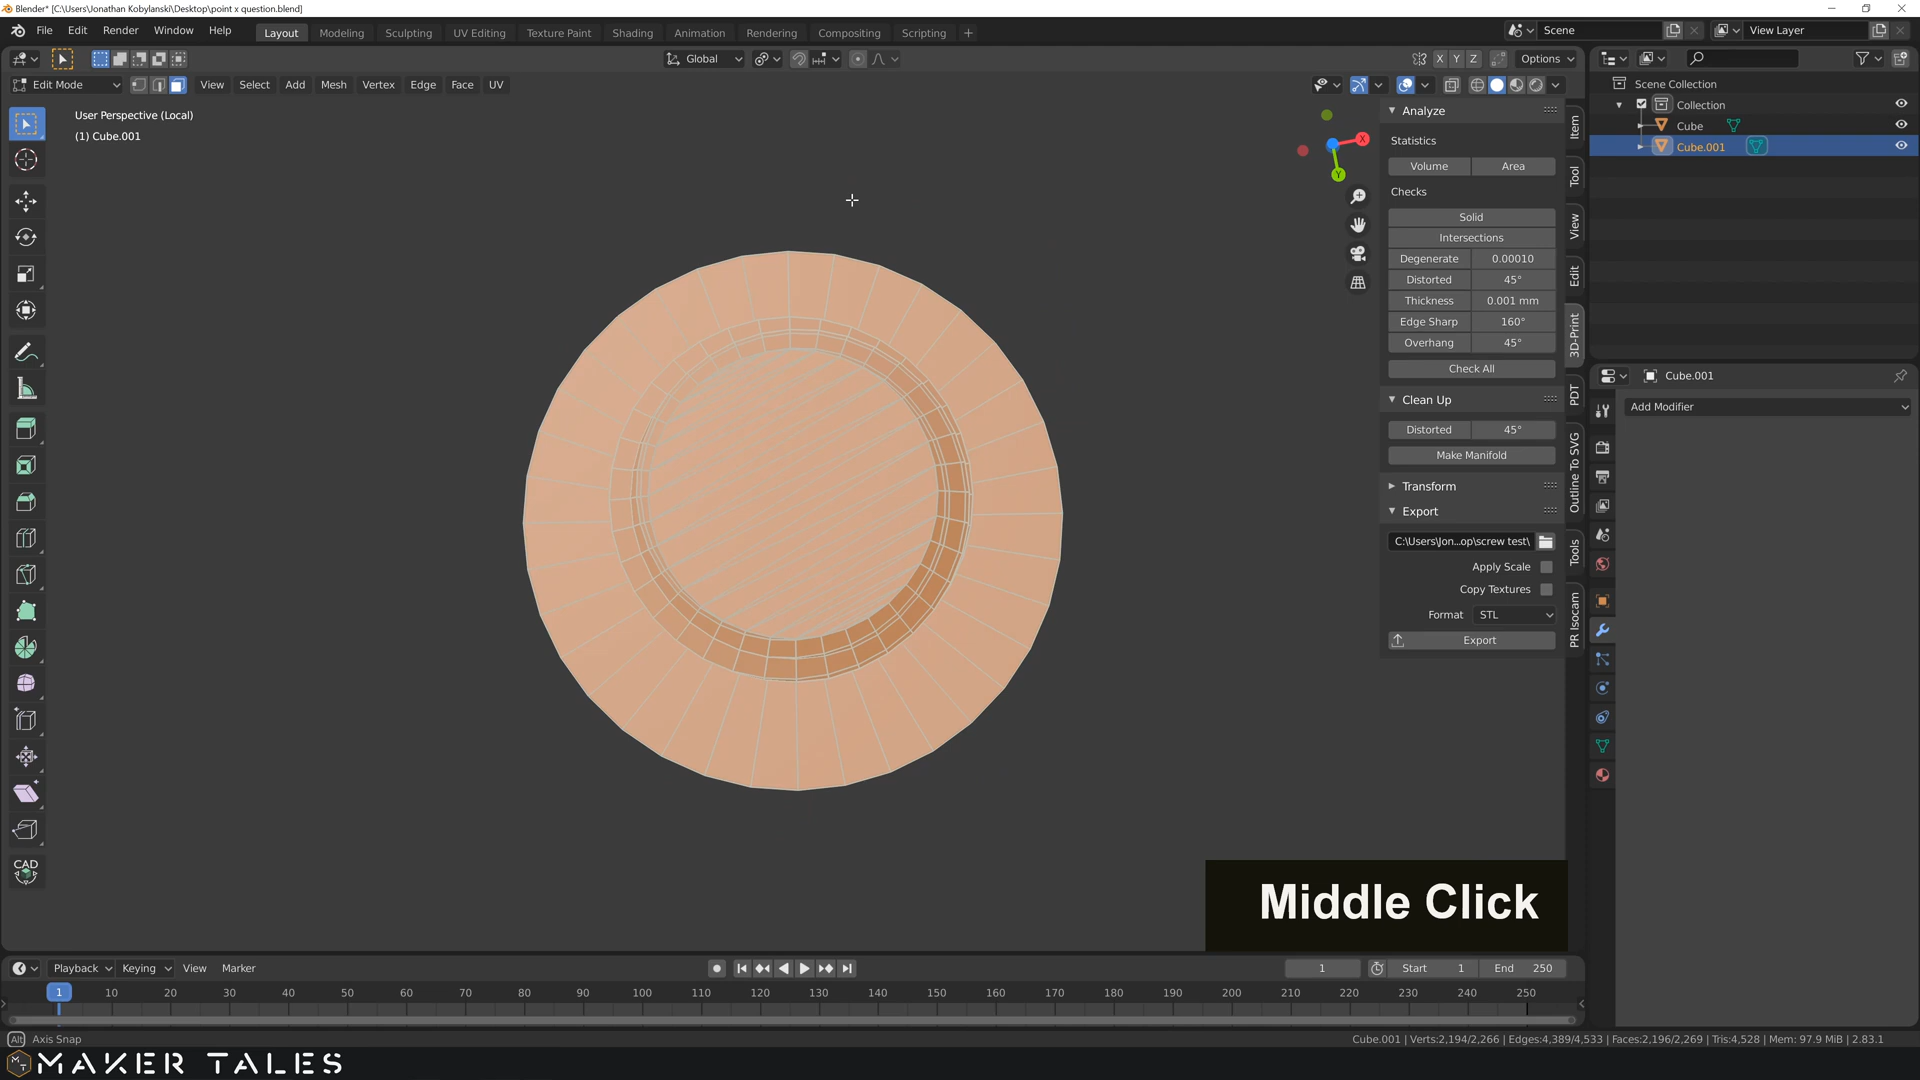 Blender* [C:\Users\Jonathan Kobylanski\Desktop\point x question.blend]
File Edit Render Window Help
Layout Modeling Sculpting UV Editing Texture Paint Shading Animation Rendering Compositing Scripting
Scene
View Layer
Global
X Y Z
Options
Edit Mode
View Select Add Mesh Vertex Edge Face UV
User Perspective (Local)
(1) Cube.001
X
Y
CAD
Analyze
Statistics
Volume Area
Checks
Solid
Intersections
Degenerate 0.00010
Distorted 45°
Thickness 0.001 mm
Edge Sharp 160°
Overhang 45°
Check All
Clean Up
Distorted 45°
Make Manifold
Transform
Export
C:\Users\Jon...op\screw test\
Apply Scale
Copy Textures
Format STL
Export
Item
Tool
View
Edit
3D-Print
PDT
Outline To SVG
Tools
PR Isocam
Scene Collection
Collection
Cube
Cube.001
Cube.001
Add Modifier
Middle Click
Playback Keying View Marker
1
Start 1
End 250
1 10 20 30 40 50 60 70 80 90 100 110 120 130 140 150 160 170 180 190 200 210 220 230 240 250
Alt Axis Snap
Cube.001 | Verts:2,194/2,266 | Edges:4,389/4,533 | Faces:2,196/2,269 | Tris:4,528 | Mem: 97.9 MiB | 2.83.1
MT MAKER TALES